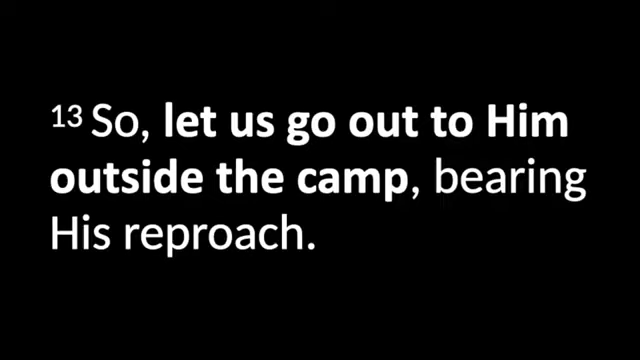 13 So, let us go out to Him
outside the camp, bearing
His reproach.